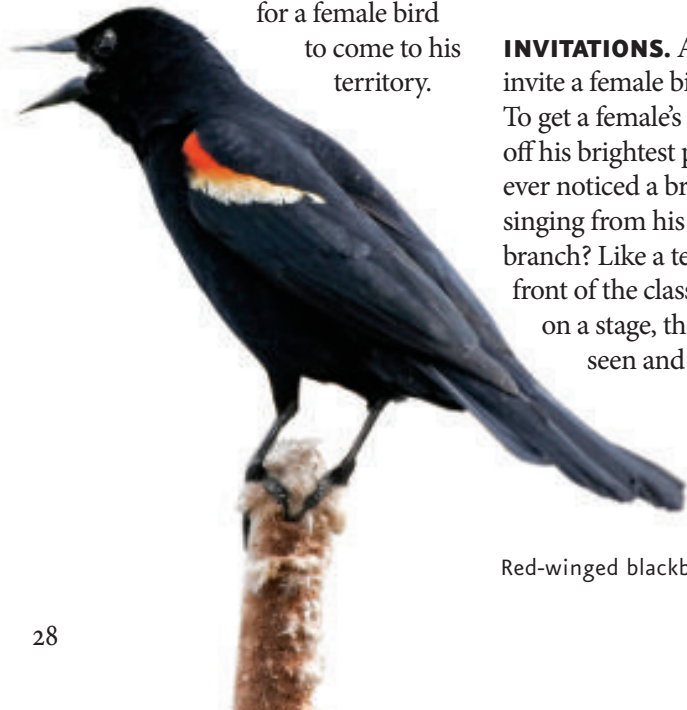 for a female bird
to come to his
territory.
INVITATIONS. A
invite a female bi
To get a female's
off his brightest p
ever noticed a br
singing from his
branch? Like a te
front of the clas
on a stage, th
seen and
Red-winged blackb
28